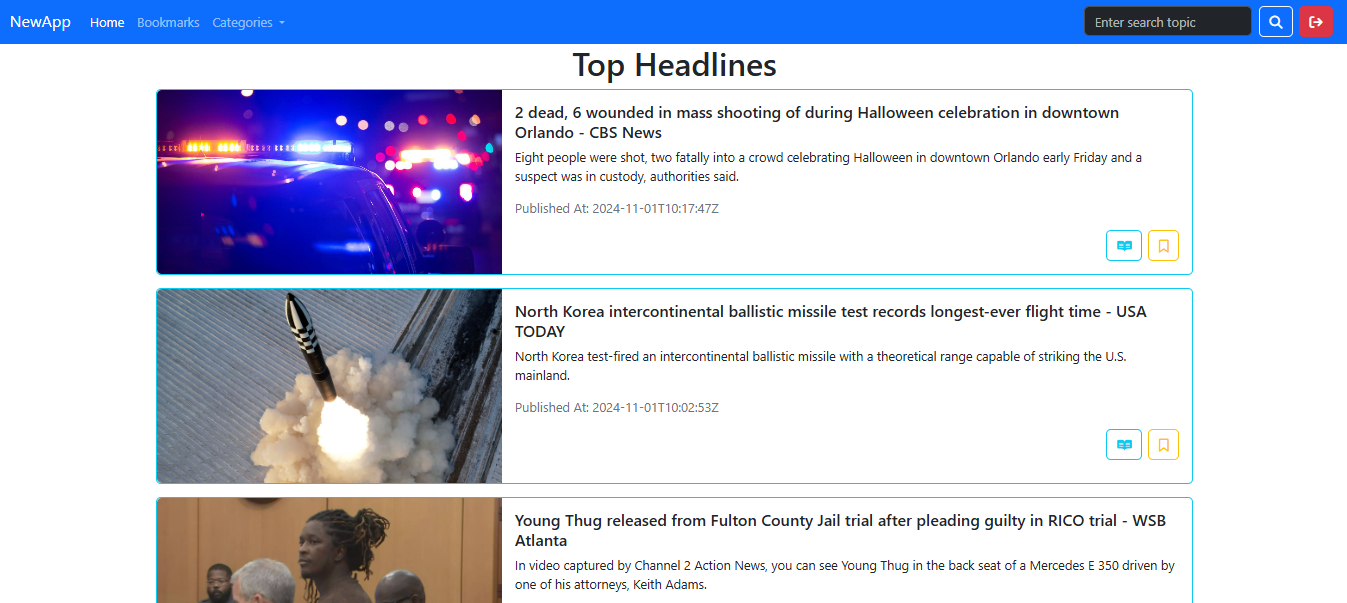 NewApp Home Bookmarks Categories Enter search topic
Top Headlines
2 dead, 6 wounded in mass shooting of during Halloween celebration in downtown
Orlando - CBS News
Eight people were shot, two fatally into a crowd celebrating Halloween in downtown Orlando early Friday and a
suspect was in custody, authorities said.
Published At: 2024-11-01T10:17:47Z
North Korea intercontinental ballistic missile test records longest-ever flight time - USA
TODAY
North Korea test-fired an intercontinental ballistic missile with a theoretical range capable of striking the U.S.
mainland.
Published At: 2024-11-01T10:02:53Z
Young Thug released from Fulton County Jail trial after pleading guilty in RICO trial - WSB
Atlanta
In video captured by Channel 2 Action News, you can see Young Thug in the back seat of a Mercedes E 350 driven by
one of his attorneys, Keith Adams.